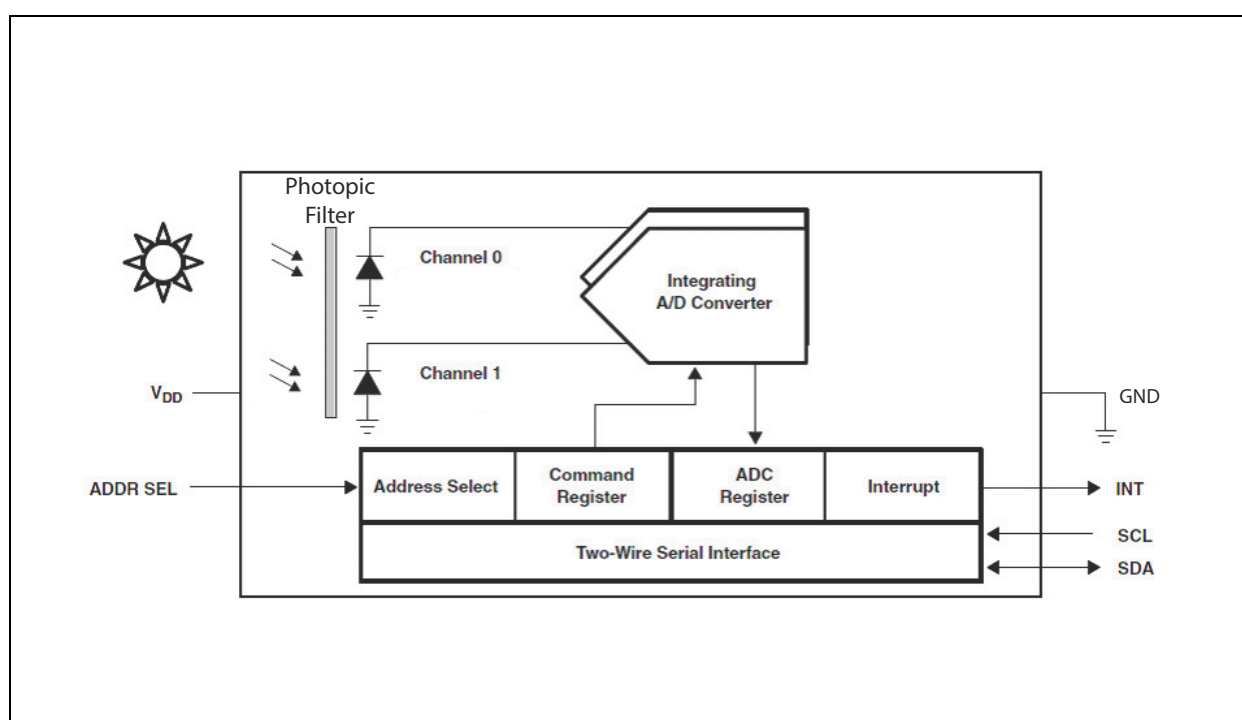 Photopic
Filter
Channel 0
Integrating
A/D Converter
Channel 1
VDD
GND
ADDR SEL
Address Select
Command
Register
ADC
Register
Interrupt
INT
SCL
Two-Wire Serial Interface
SDA